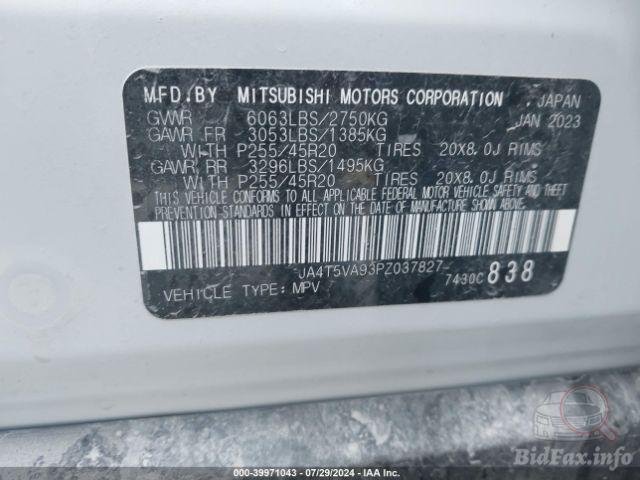 MFD.BY MITSUBISHI MOTORS CORPORATION , JAPAN
GVWR 6063LBS/2750KG JAN 2023
GAWR, FR 3053LBS/1385KG
WITH P255/45R20 TIRES 20X8.0J RIMS
GAWR, RR 3296LBS/1495KG
WITH P255/45R20 TIRES 20X8.0J RIMS
THIS VEHICLE CONFORMS TO ALL APPLICABLE FEDERAL MOTOR VEHICLE SAFETY AND THEFT
PREVENTION STANDARDS IN EFFECT ON THE DATE OF MANUFACTURE SHOWN ABOVE.
JA4T5VA93PZ037827
7430C 838
VEHICLE TYPE: MPV
BidFax.info
000-39971043 / 07/29/2024 - IAA Inc.